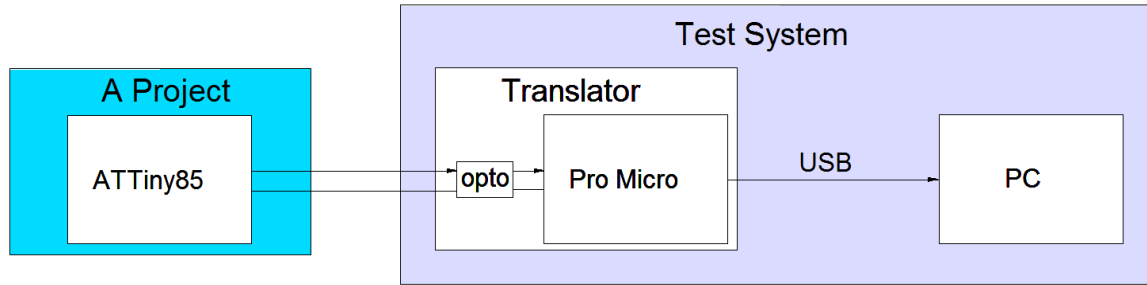 Test System
A Project
Translator
ATTiny85
opto
Pro Micro
USB
PC